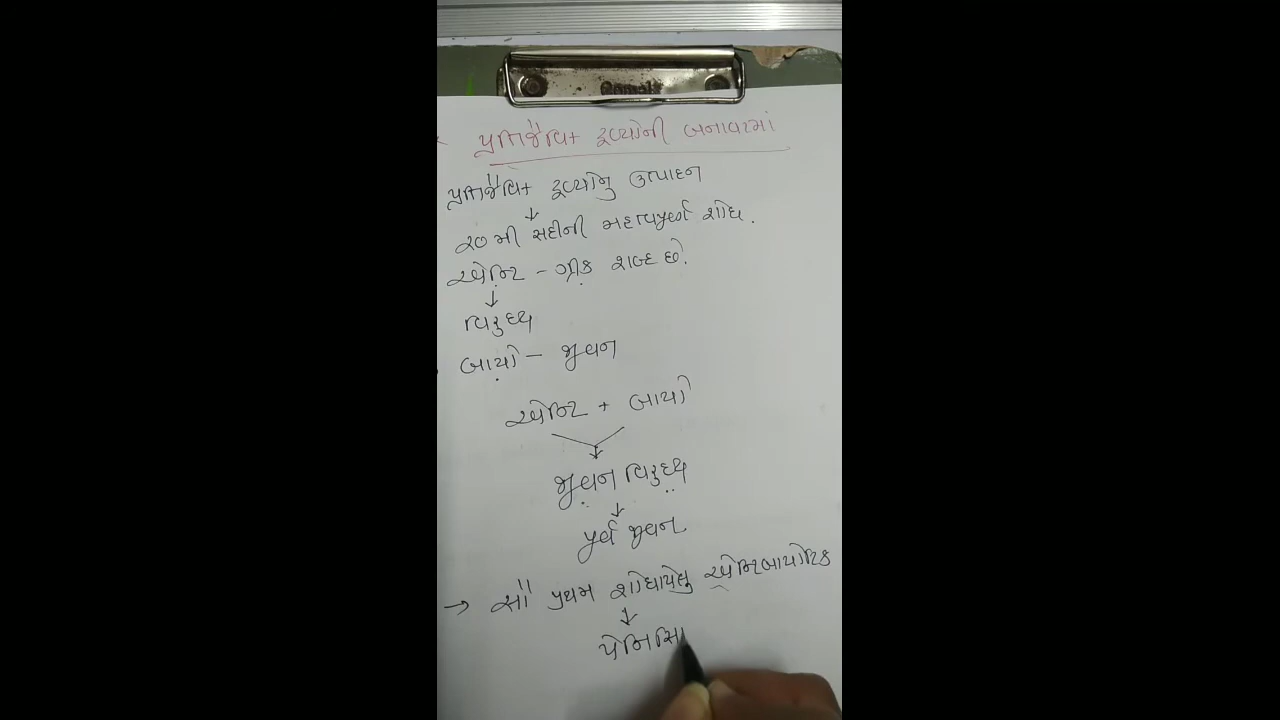 પ્રતિજૈવિક દ્રવ્યોની બનાવટમાં
પ્રતિજૈવિક દ્રવ્યોનું ઉત્પાદન
↓
૨૦મી સદીની મહત્વપૂર્ણ શોધ.
એન્ટિ - ગ્રીક શબ્દ છે.
↓
વિરુધ્ધ
બાયો - જીવન
એન્ટિ + બાયો
↓
જીવન વિરુધ્ધ
↓
પૂર્વ જીવન
→ સૌ પ્રથમ શોધાયેલુ એન્ટિબાયોટિક
↓
પેનિસિ